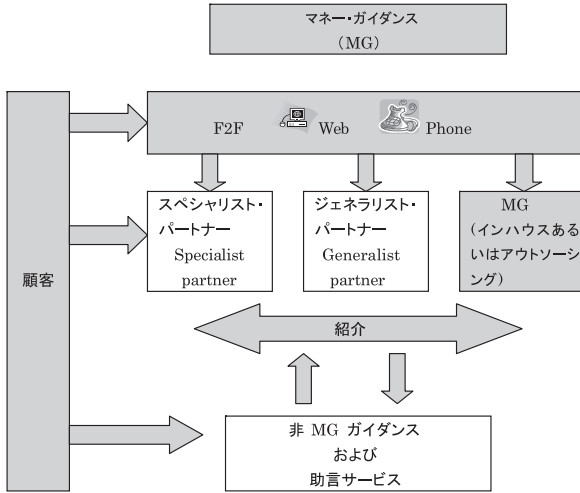 マネー・ガイダンス
（MG）
F2F Web Phone
スペシャリスト・
パートナー
Specialist
partner
ジェネラリスト・
パートナー
Generalist
partner
MG
(インハウスある
いはアウトソーシ
ング)
顧客
紹介
非 MG ガイダンス
および
助言サービス